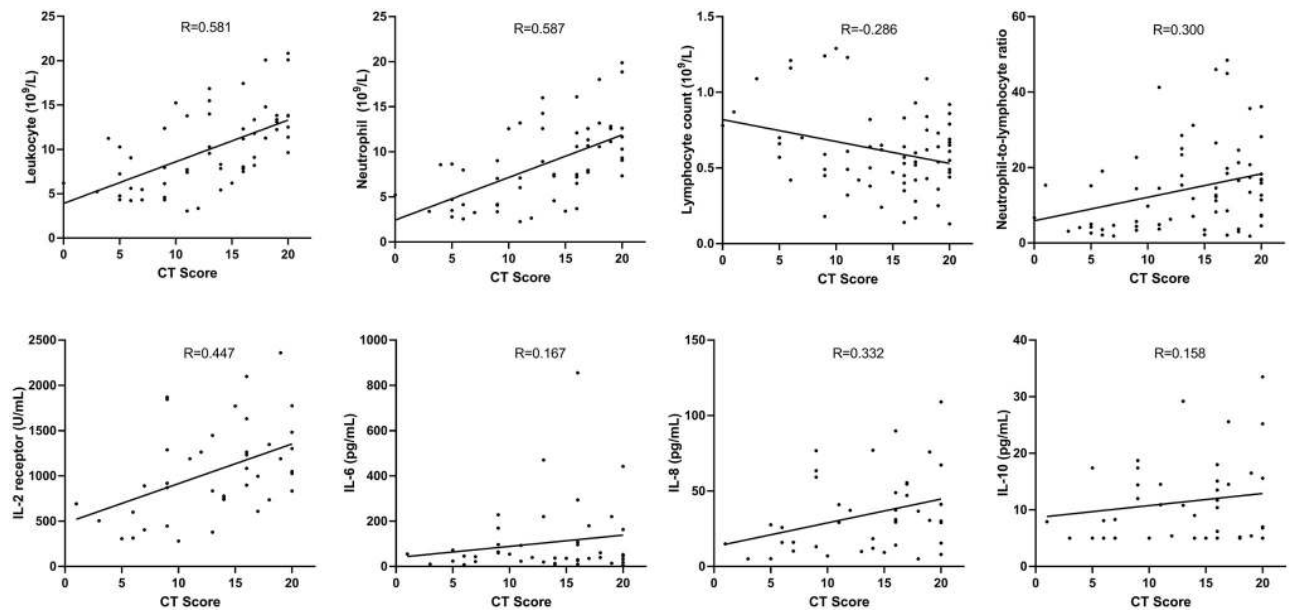 R=0.581
Leukocyte (10⁹/L)
25
20
15
10
5
0
0 5 10 15 20
CT Score
R=0.587
Neutrophil (10⁹/L)
25
20
15
10
5
0
0 5 10 15 20
CT Score
R=-0.286
Lymphocyte count (10⁹/L)
1.5
1.0
0.5
0.0
0 5 10 15 20
CT Score
R=0.300
Neutrophil-to-lymphocyte ratio
60
40
20
0
0 5 10 15 20
CT Score
R=0.447
IL-2 receptor (U/mL)
2500
2000
1500
1000
500
0
0 5 10 15 20
CT Score
R=0.167
IL-6 (pg/mL)
1000
800
600
400
200
0
0 5 10 15 20
CT Score
R=0.332
IL-8 (pg/mL)
150
100
50
0
0 5 10 15 20
CT Score
R=0.158
IL-10 (pg/mL)
40
30
20
10
0
0 5 10 15 20
CT Score